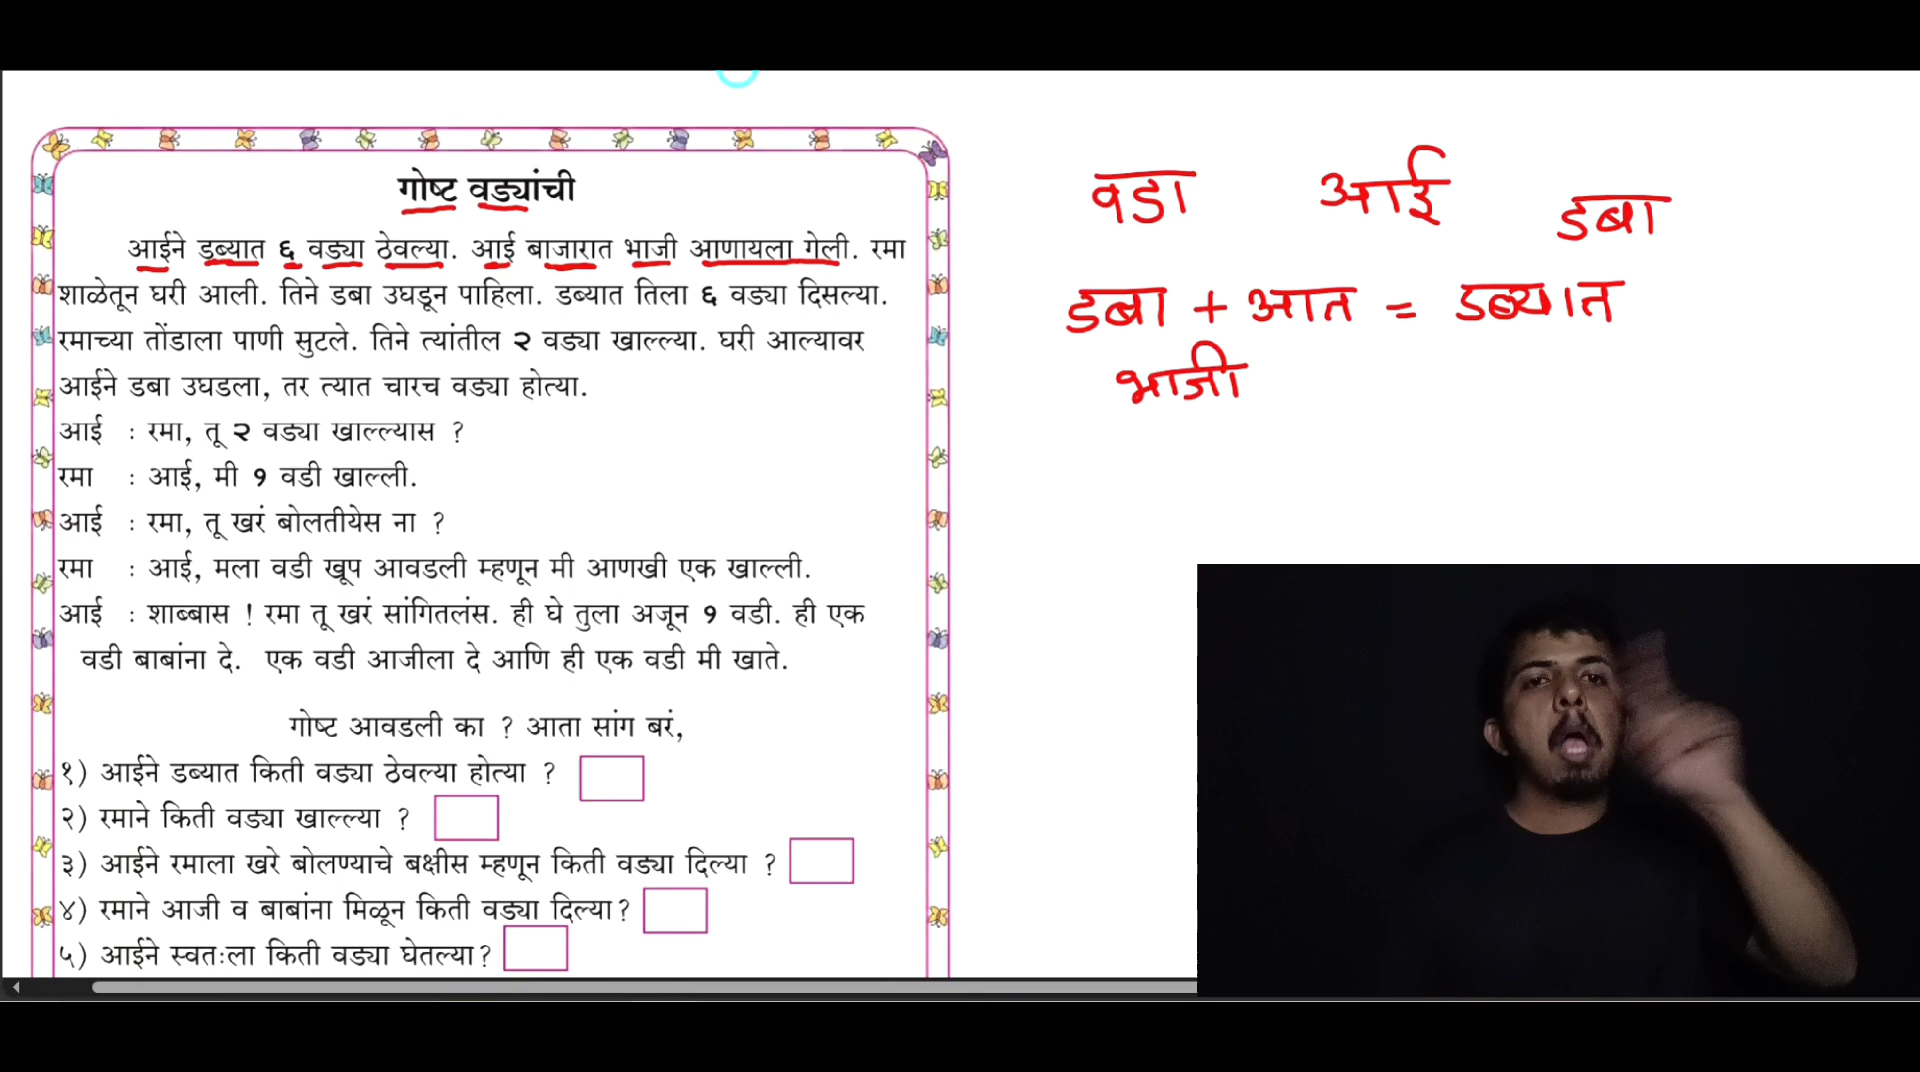 गोष्ट वड्यांची
आईने डब्यात ६ वड्या ठेवल्या. आई बाजारात भाजी आणायला गेली. रमा
शाळेतून घरी आली. तिने डबा उघडून पाहिला. डब्यात तिला ६ वड्या दिसल्या.
रमाच्या तोंडाला पाणी सुटले. तिने त्यांतील २ वड्या खाल्ल्या. घरी आल्यावर
आईने डबा उघडला, तर त्यात चारच वड्या होत्या.
आई : रमा, तू २ वड्या खाल्ल्यास ?
रमा : आई, मी १ वडी खाल्ली.
आई : रमा, तू खरं बोलतीयेस ना ?
रमा : आई, मला वडी खूप आवडली म्हणून मी आणखी एक खाल्ली.
आई : शाब्बास ! रमा तू खरं सांगितलंस. ही घे तुला अजून १ वडी. ही एक
वडी बाबांना दे. एक वडी आजीला दे आणि ही एक वडी मी खाते.
गोष्ट आवडली का ? आता सांग बरं,
१) आईने डब्यात किती वड्या ठेवल्या होत्या ?
२) रमाने किती वड्या खाल्ल्या ?
३) आईने रमाला खरे बोलण्याचे बक्षीस म्हणून किती वड्या दिल्या ?
४) रमाने आजी व बाबांना मिळून किती वड्या दिल्या?
५) आईने स्वतःला किती वड्या घेतल्या?
वडा आई डबा
डबा + आत = डब्यात
भाजी